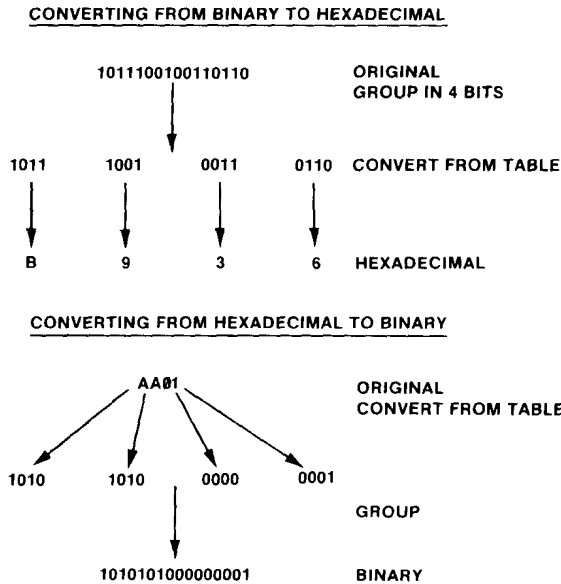 CONVERTING FROM BINARY TO HEXADECIMAL
1011100100110110 ORIGINAL
GROUP IN 4 BITS
1011 1001 0011 0110 CONVERT FROM TABLE
B 9 3 6 HEXADECIMAL
CONVERTING FROM HEXADECIMAL TO BINARY
AA01 ORIGINAL
CONVERT FROM TABLE
1010 1010 0000 0001
GROUP
1010101000000001 BINARY